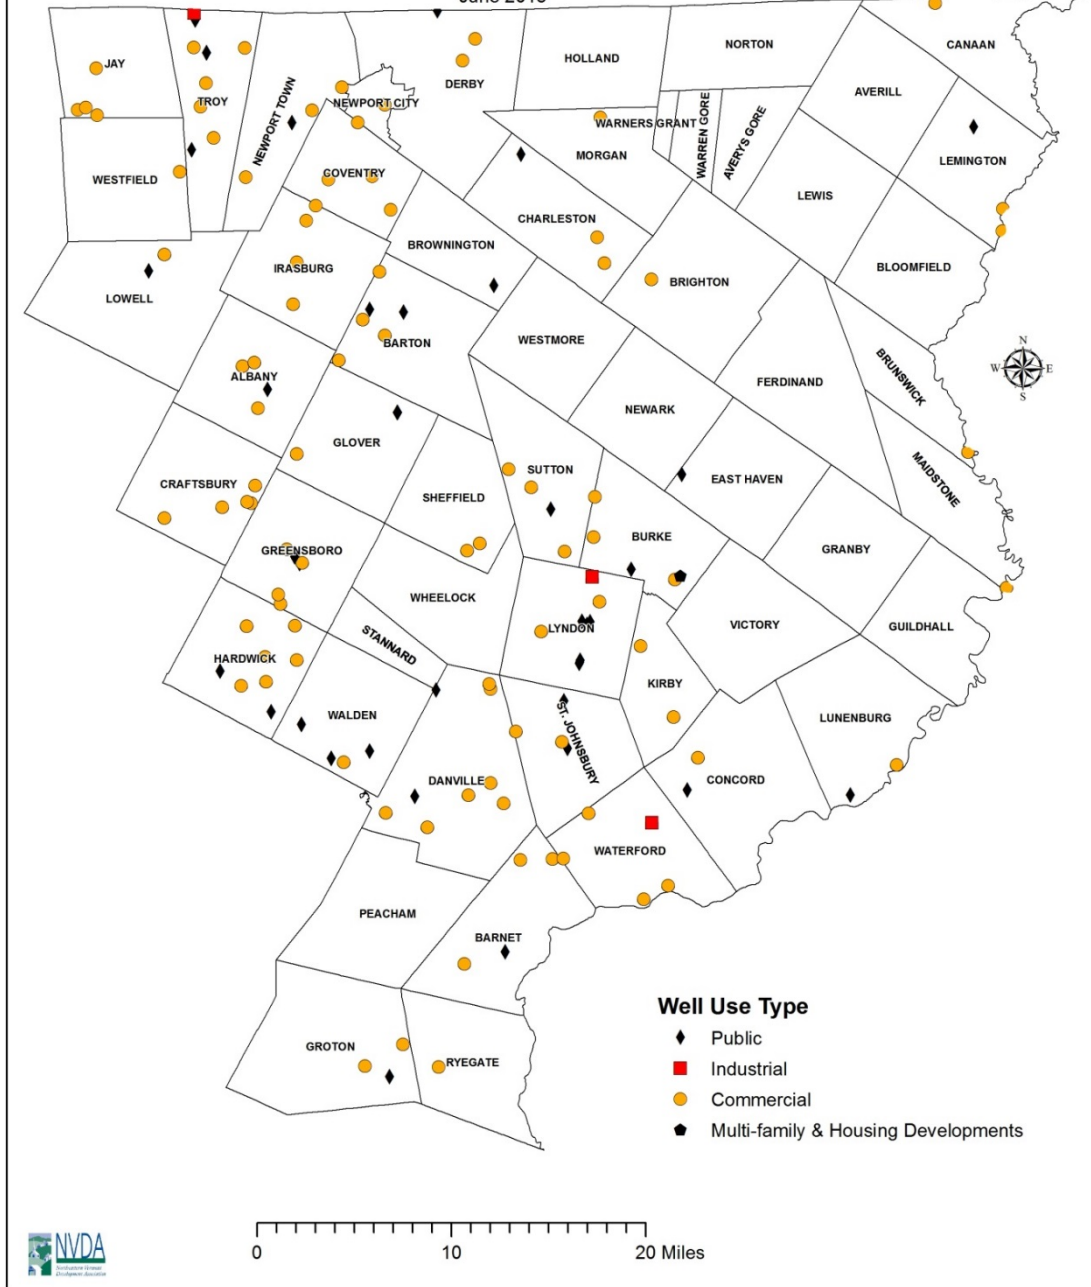 June 2015
CANAAN
NORTON
HOLLAND
JAY
DERBY
AVERILL
TROY
NEWPORT CITY
NEWPORT TOWN
WARNERS GRANT
WARREN GORE
AVERYS GORE
MORGAN
LEMINGTON
COVENTRY
WESTFIELD
LEWIS
CHARLESTON
BROWNINGTON
IRASBURG
BLOOMFIELD
BRIGHTON
LOWELL
WESTMORE
BARTON
N
W E
S
BRUNSWICK
ALBANY
FERDINAND
NEWARK
GLOVER
SUTTON
EAST HAVEN
MAIDSTONE
CRAFTSBURY
SHEFFIELD
BURKE
GREENSBORO
GRANBY
WHEELOCK
LYNDON
VICTORY
GUILDHALL
STANNARD
HARDWICK
KIRBY
WALDEN
LUNENBURG
ST. JOHNSBURY
DANVILLE
CONCORD
WATERFORD
PEACHAM
BARNET
GROTON
RYEGATE
Well Use Type
Public
Industrial
Commercial
Multi-family & Housing Developments
NVDA
0 10 20 Miles